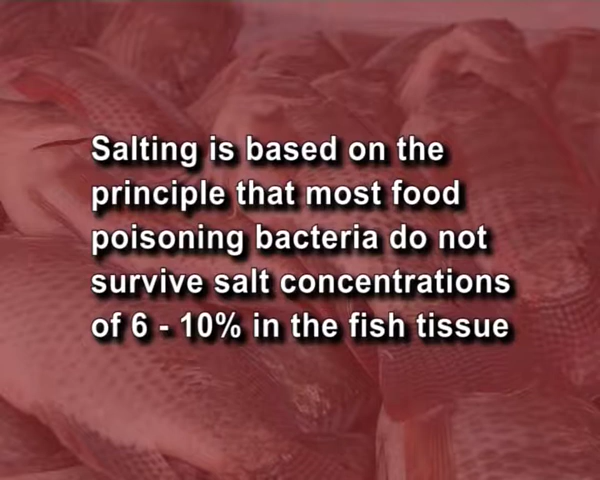 Salting is based on the
principle that most food
poisoning bacteria do not
survive salt concentrations
of 6 - 10% in the fish tissue